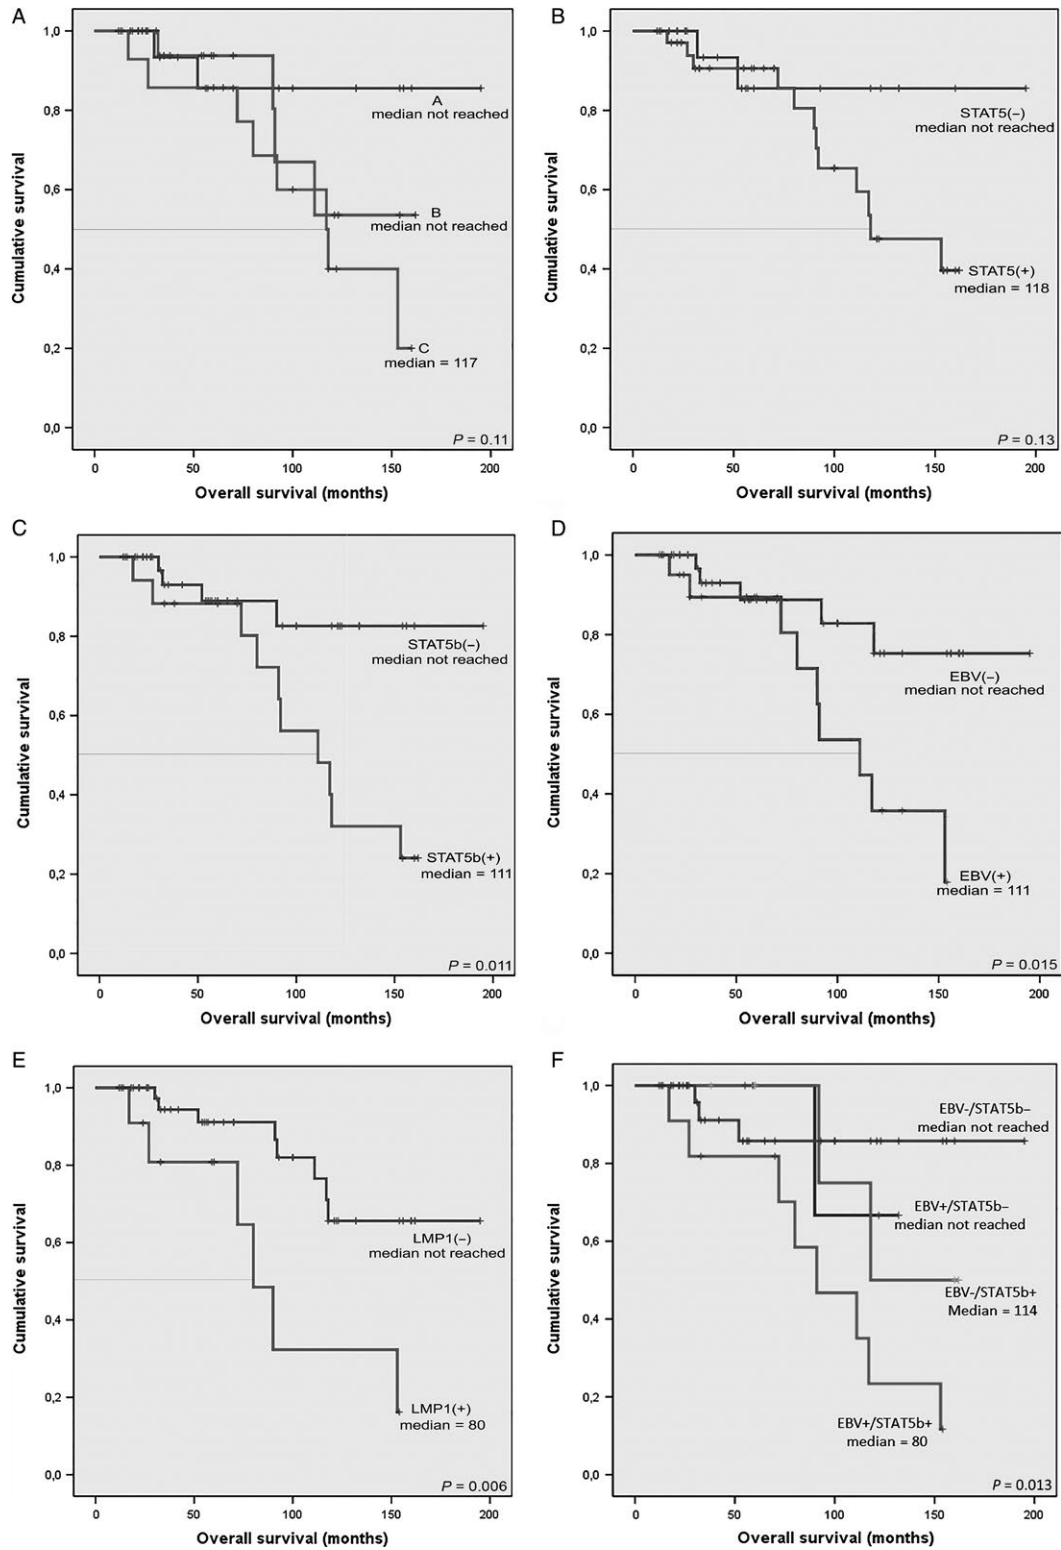 A
Cumulative survival
1,0
0,8
0,6
0,4
0,2
0,0
A
median not reached
B
median not reached
C
median = 117
P = 0.11
0 50 100 150 200
Overall survival (months)
B
Cumulative survival
1,0
0,8
0,6
0,4
0,2
0,0
STAT5(–)
median not reached
STAT5(+)
median = 118
P = 0.13
0 50 100 150 200
Overall survival (months)
C
Cumulative survival
1,0
0,8
0,6
0,4
0,2
0,0
STAT5b(–)
median not reached
STAT5b(+)
median = 111
P = 0.011
0 50 100 150 200
Overall survival (months)
D
Cumulative survival
1,0
0,8
0,6
0,4
0,2
0,0
EBV(–)
median not reached
EBV(+)
median = 111
P = 0.015
0 50 100 150 200
Overall survival (months)
E
Cumulative survival
1,0
0,8
0,6
0,4
0,2
0,0
LMP1(–)
median not reached
LMP1(+)
median = 80
P = 0.006
0 50 100 150 200
Overall survival (months)
F
Cumulative survival
1,0
0,8
0,6
0,4
0,2
0,0
EBV-/STAT5b–
median not reached
EBV+/STAT5b–
median not reached
EBV-/STAT5b+
Median = 114
EBV+/STAT5b+
median = 80
P = 0.013
0 50 100 150 200
Overall survival (months)